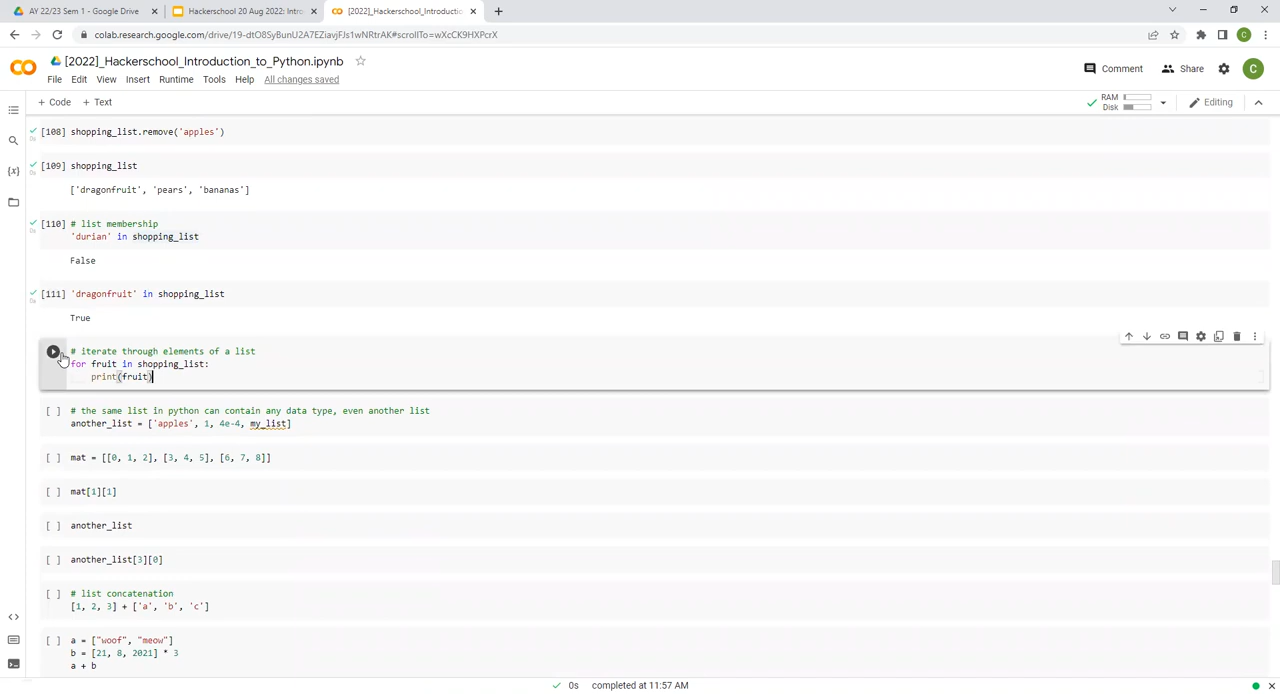 AY 22/23 Sem 1 - Google Drive
Hackerschool 20 Aug 2022: Intro
[2022]_Hackerschool_Introductio
colab.research.google.com/drive/19-dtO8SyBunU2A7EZiavjFJs1wNRtrAK#scrollTo=wXcCK9HXPcrX
C
[2022]_Hackerschool_Introduction_to_Python.ipynb
File Edit View Insert Runtime Tools Help All changes saved
Comment Share C
+ Code + Text
RAM
Disk
Editing
[108] shopping_list.remove('apples')
[109] shopping_list
['dragonfruit', 'pears', 'bananas']
[110] # list membership
'durian' in shopping_list
False
[111] 'dragonfruit' in shopping_list
True
# iterate through elements of a list
for fruit in shopping_list:
print(fruit)
[ ] # the same list in python can contain any data type, even another list
another_list = ['apples', 1, 4e-4, my_list]
[ ] mat = [[0, 1, 2], [3, 4, 5], [6, 7, 8]]
[ ] mat[1][1]
[ ] another_list
[ ] another_list[3][0]
[ ] # list concatenation
[1, 2, 3] + ['a', 'b', 'c']
[ ] a = ["woof", "meow"]
b = [21, 8, 2021] * 3
a + b
0s completed at 11:57 AM